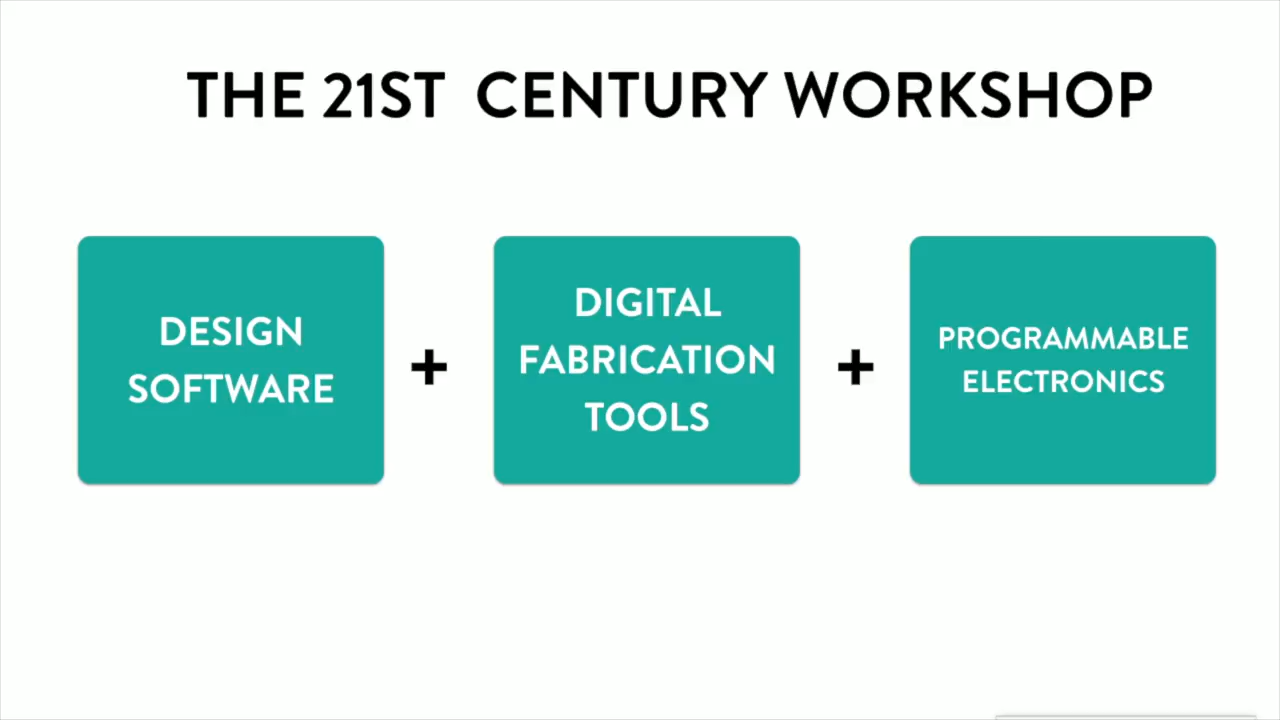 THE 21ST CENTURY WORKSHOP
DESIGN
SOFTWARE
+
DIGITAL
FABRICATION
TOOLS
+
PROGRAMMABLE
ELECTRONICS